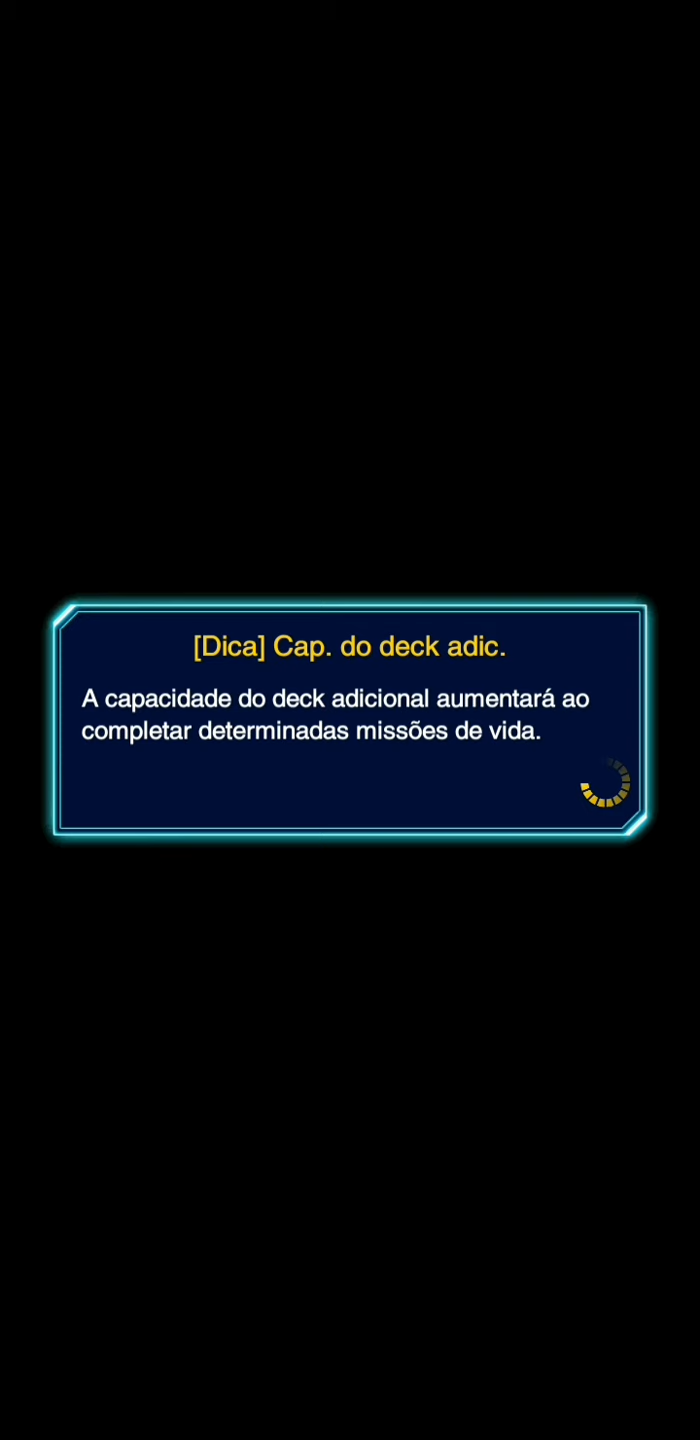 [Dica] Cap. do deck adic.
A capacidade do deck adicional aumentará ao
completar determinadas missões de vida.